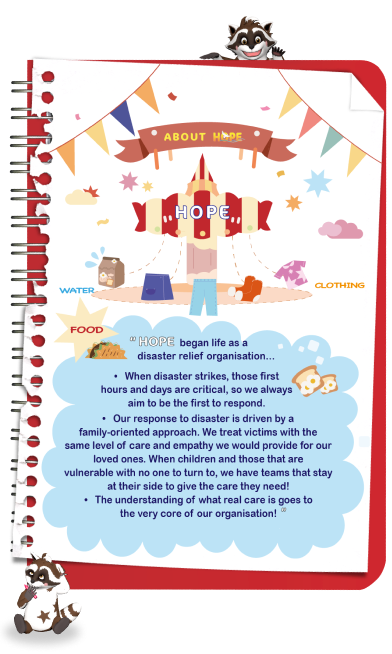 ABOUT HOPE
HOPE
WATER
CLOTHING
FOOD
" HOPE began life as a
disaster relief organisation...
• When disaster strikes, those first
hours and days are critical, so we always
aim to be the first to respond.
• Our response to disaster is driven by a
family-oriented approach. We treat victims with the
same level of care and empathy we would provide for our
loved ones. When children and those that are
vulnerable with no one to turn to, we have teams that stay
at their side to give the care they need!
• The understanding of what real care is goes to
the very core of our organisation! "